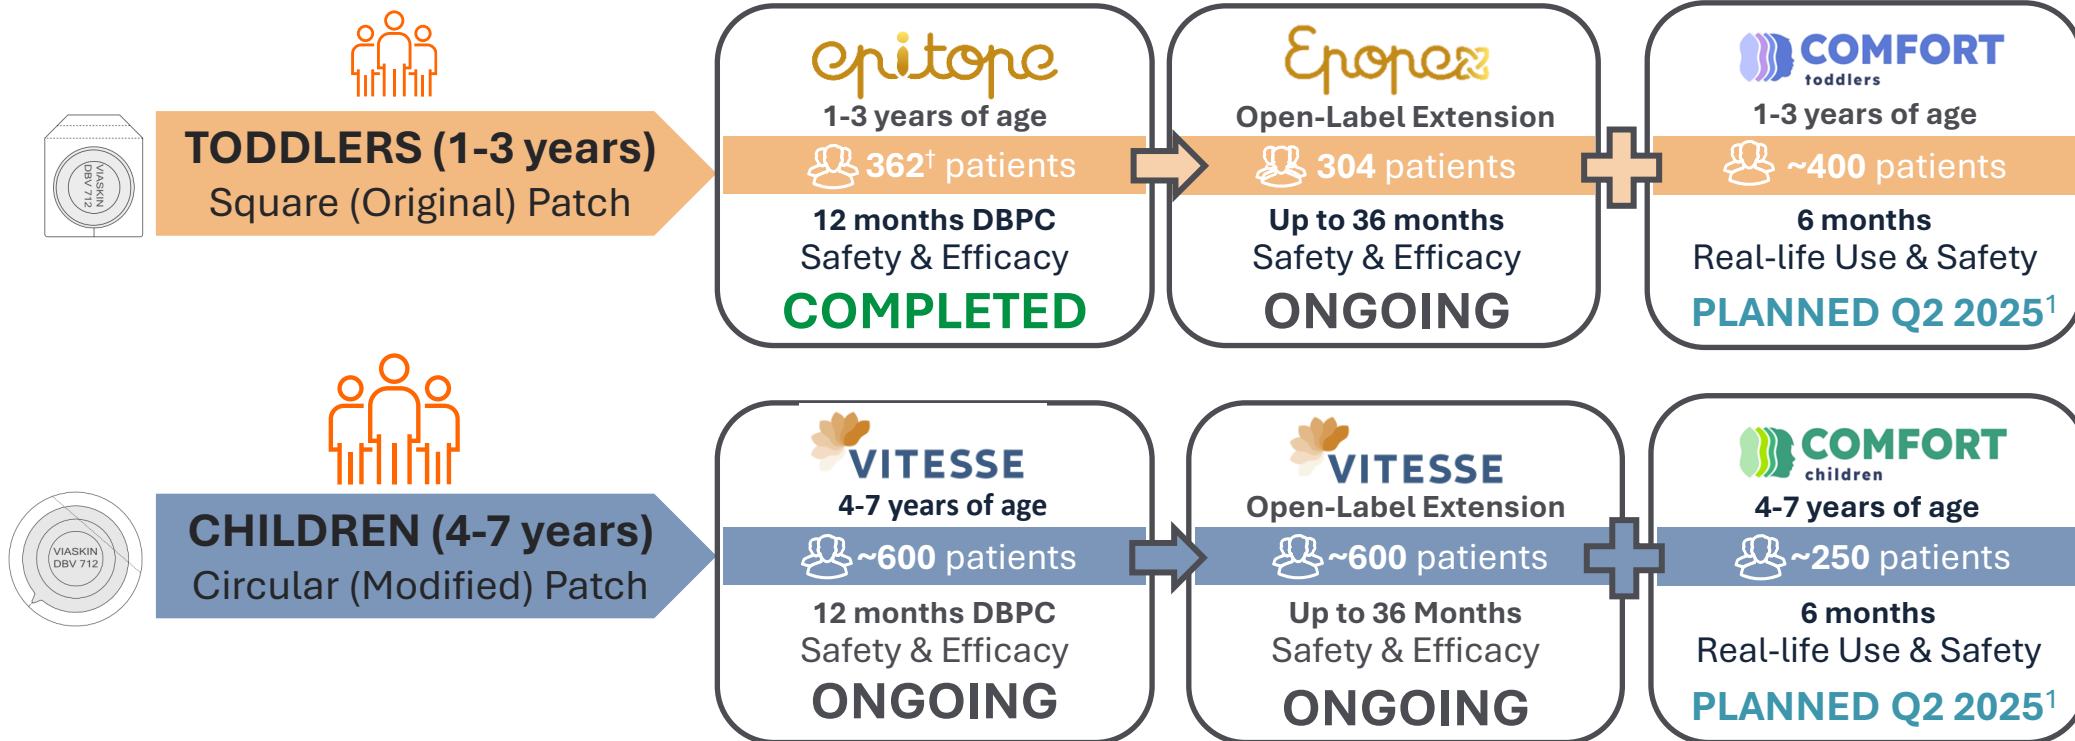 VIASKIN
DBV 712
TODDLERS (1-3 years)
Square (Original) Patch
epitope
1-3 years of age
362† patients
12 months DBPC
Safety & Efficacy
COMPLETED
Epopex
Open-Label Extension
304 patients
Up to 36 months
Safety & Efficacy
ONGOING
COMFORT
toddlers
1-3 years of age
~400 patients
6 months
Real-life Use & Safety
PLANNED Q2 2025¹
VIASKIN
DBV 712
CHILDREN (4-7 years)
Circular (Modified) Patch
VITESSE
4-7 years of age
~600 patients
12 months DBPC
Safety & Efficacy
ONGOING
VITESSE
Open-Label Extension
~600 patients
Up to 36 Months
Safety & Efficacy
ONGOING
COMFORT
children
4-7 years of age
~250 patients
6 months
Real-life Use & Safety
PLANNED Q2 2025¹